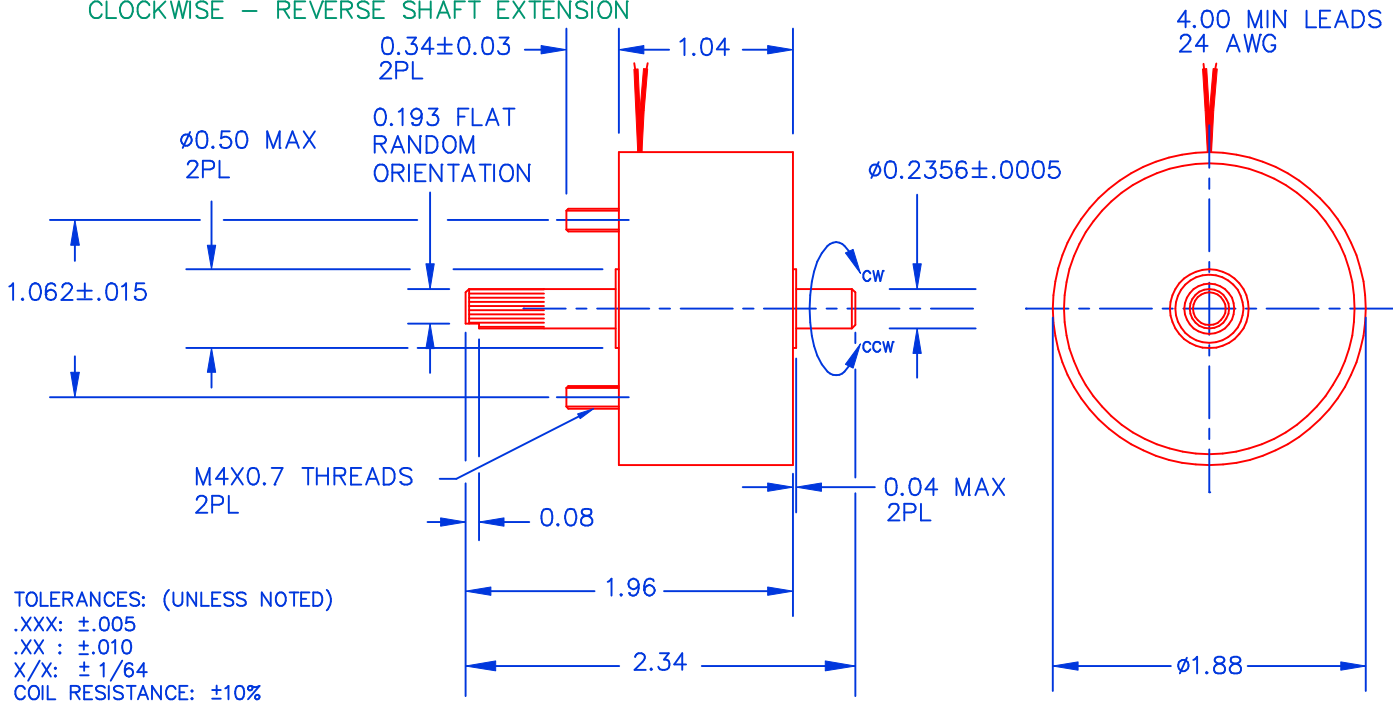 CLOCKWISE – REVERSE SHAFT EXTENSION
4.00 MIN LEADS
24 AWG
0.34±0.03
2PL
1.04
0.193 FLAT
RANDOM
ORIENTATION
ø0.50 MAX
2PL
ø0.2356±.0005
1.062±.015
CW
CCW
M4X0.7 THREADS
2PL
0.04 MAX
2PL
0.08
1.96
2.34
ø1.88
TOLERANCES: (UNLESS NOTED)
.XXX: ±.005
.XX : ±.010
X/X: ± 1/64
COIL RESISTANCE: ±10%